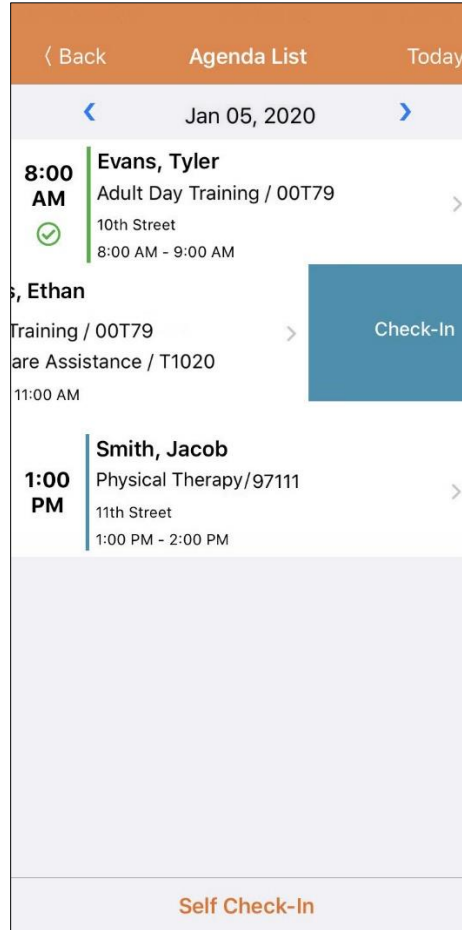 Back Agenda List Today
Jan 05, 2020
8:00 AM
Evans, Tyler
Adult Day Training / 00T79
10th Street
8:00 AM - 9:00 AM
, Ethan
Training / 00T79
are Assistance / T1020
11:00 AM
Check-In
1:00 PM
Smith, Jacob
Physical Therapy/97111
11th Street
1:00 PM - 2:00 PM
Self Check-In